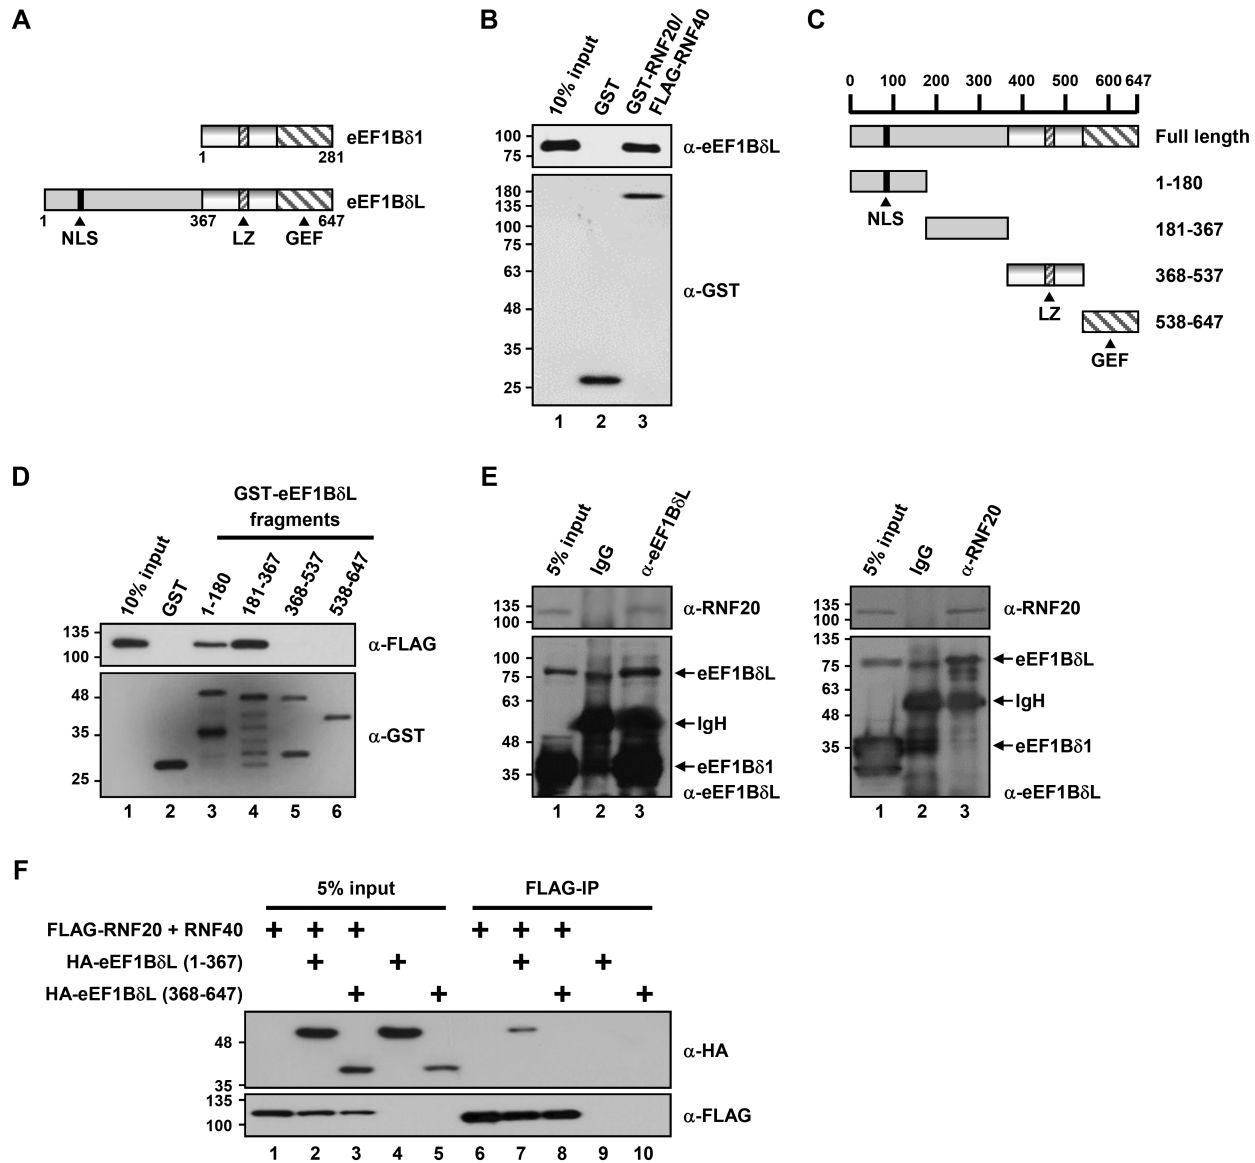 A
eEF1Bδ1
1 281
eEF1BδL
1 367 647
NLS LZ GEF
B
10% input
GST
GST-RNF20/
FLAG-RNF40
100
75
α-eEF1BδL
180
135
100
75
63
48
35
25
α-GST
1 2 3
C
0 100 200 300 400 500 600 647
Full length
1-180
NLS
181-367
368-537
LZ
538-647
GEF
D
GST-eEF1BδL
fragments
10% input
GST
1-180
181-367
368-537
538-647
135
100
α-FLAG
48
35
25
α-GST
1 2 3 4 5 6
E
5% input
IgG
α-eEF1BδL
135
100
α-RNF20
100
75
63
48
35
eEF1BδL
IgH
eEF1Bδ1
α-eEF1BδL
1 2 3
5% input
IgG
α-RNF20
135
100
α-RNF20
135
75
63
48
35
eEF1BδL
IgH
eEF1Bδ1
α-eEF1BδL
1 2 3
F
5% input FLAG-IP
FLAG-RNF20 + RNF40 + + + + + +
HA-eEF1BδL (1-367) + + + +
HA-eEF1BδL (368-647) + + + +
48
35
α-HA
135
100
α-FLAG
1 2 3 4 5 6 7 8 9 10